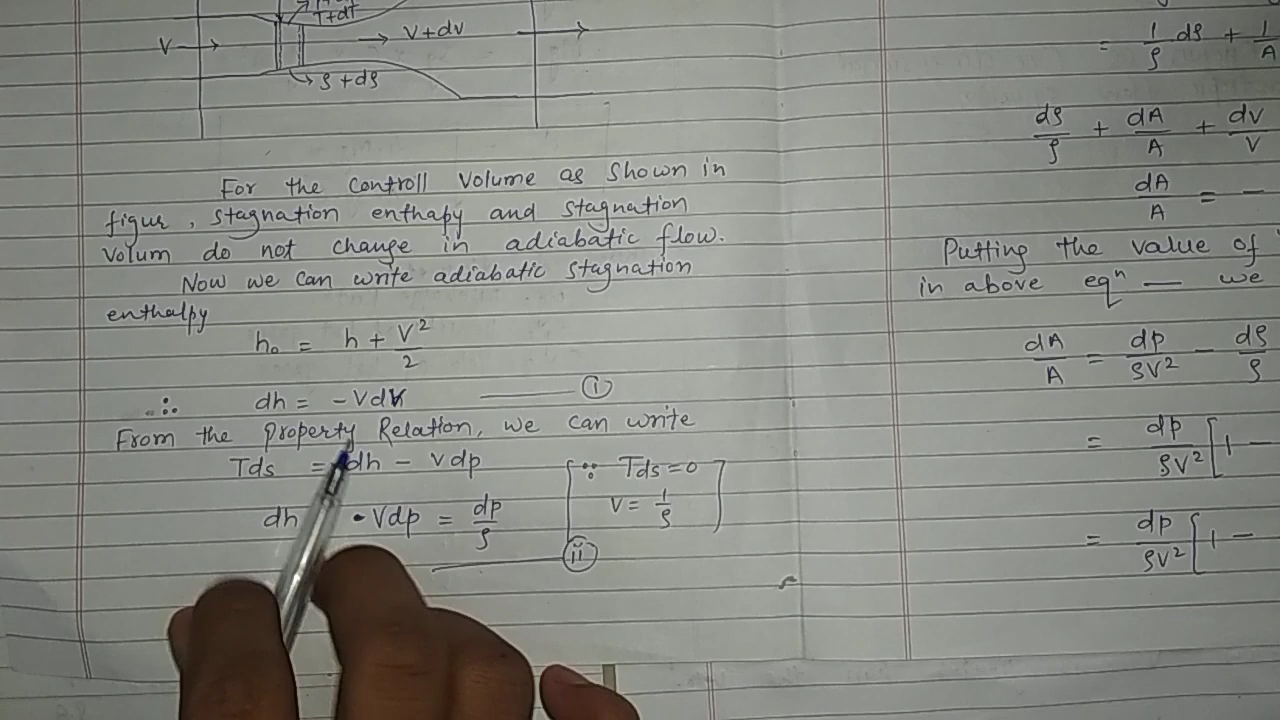 T+dT
V → → V+dv
ρ+dρ
For the controll volume as shown in
figur, stagnation enthapy and stagnation
volum do not change in adiabatic flow.
Now we can write adiabatic stagnation
enthalpy
h₀ = h + V²/2
∴ dh = -VdV ——— (i)
From the property Relation, we can write
Tds = dh - vdp
[∵ Tds = 0
dh Vdp = dp/ρ
V = 1/ρ]
——— (ii)
= 1/ρ dρ + 1/A
dρ/ρ + dA/A + dv/V
dA/A = -
Putting the value of
in above eqⁿ — we
dA/A = dp/ρV² - dρ/ρ
= dp/ρV² [1 -
= dp/ρV² [1 -